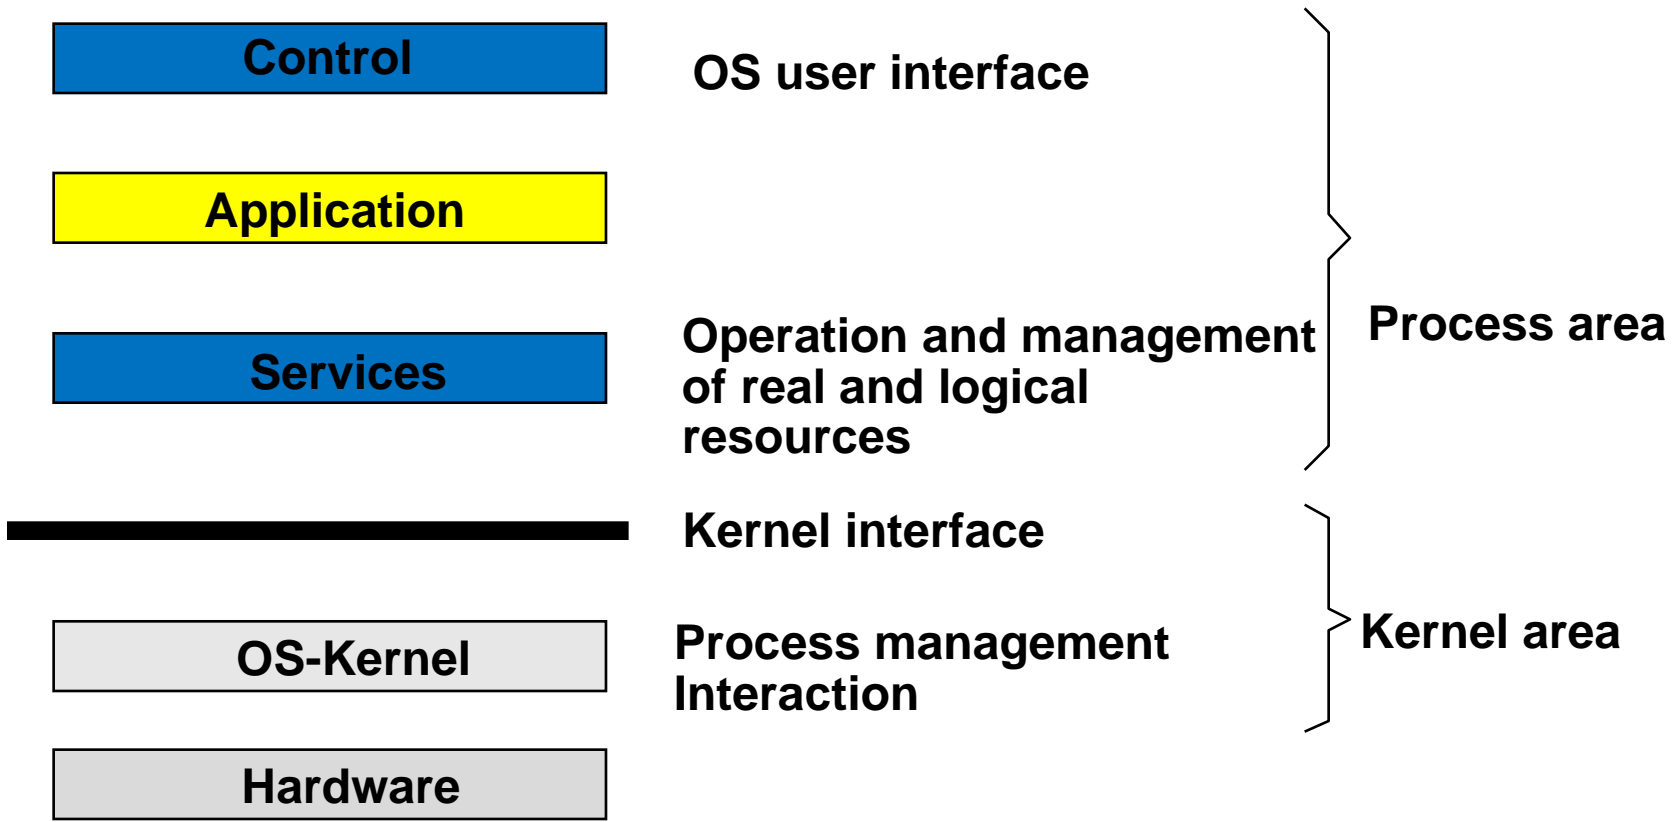 Control
OS user interface
Application
Services
Operation and management
of real and logical
resources
Process area
Kernel interface
OS-Kernel
Process management
Interaction
Kernel area
Hardware